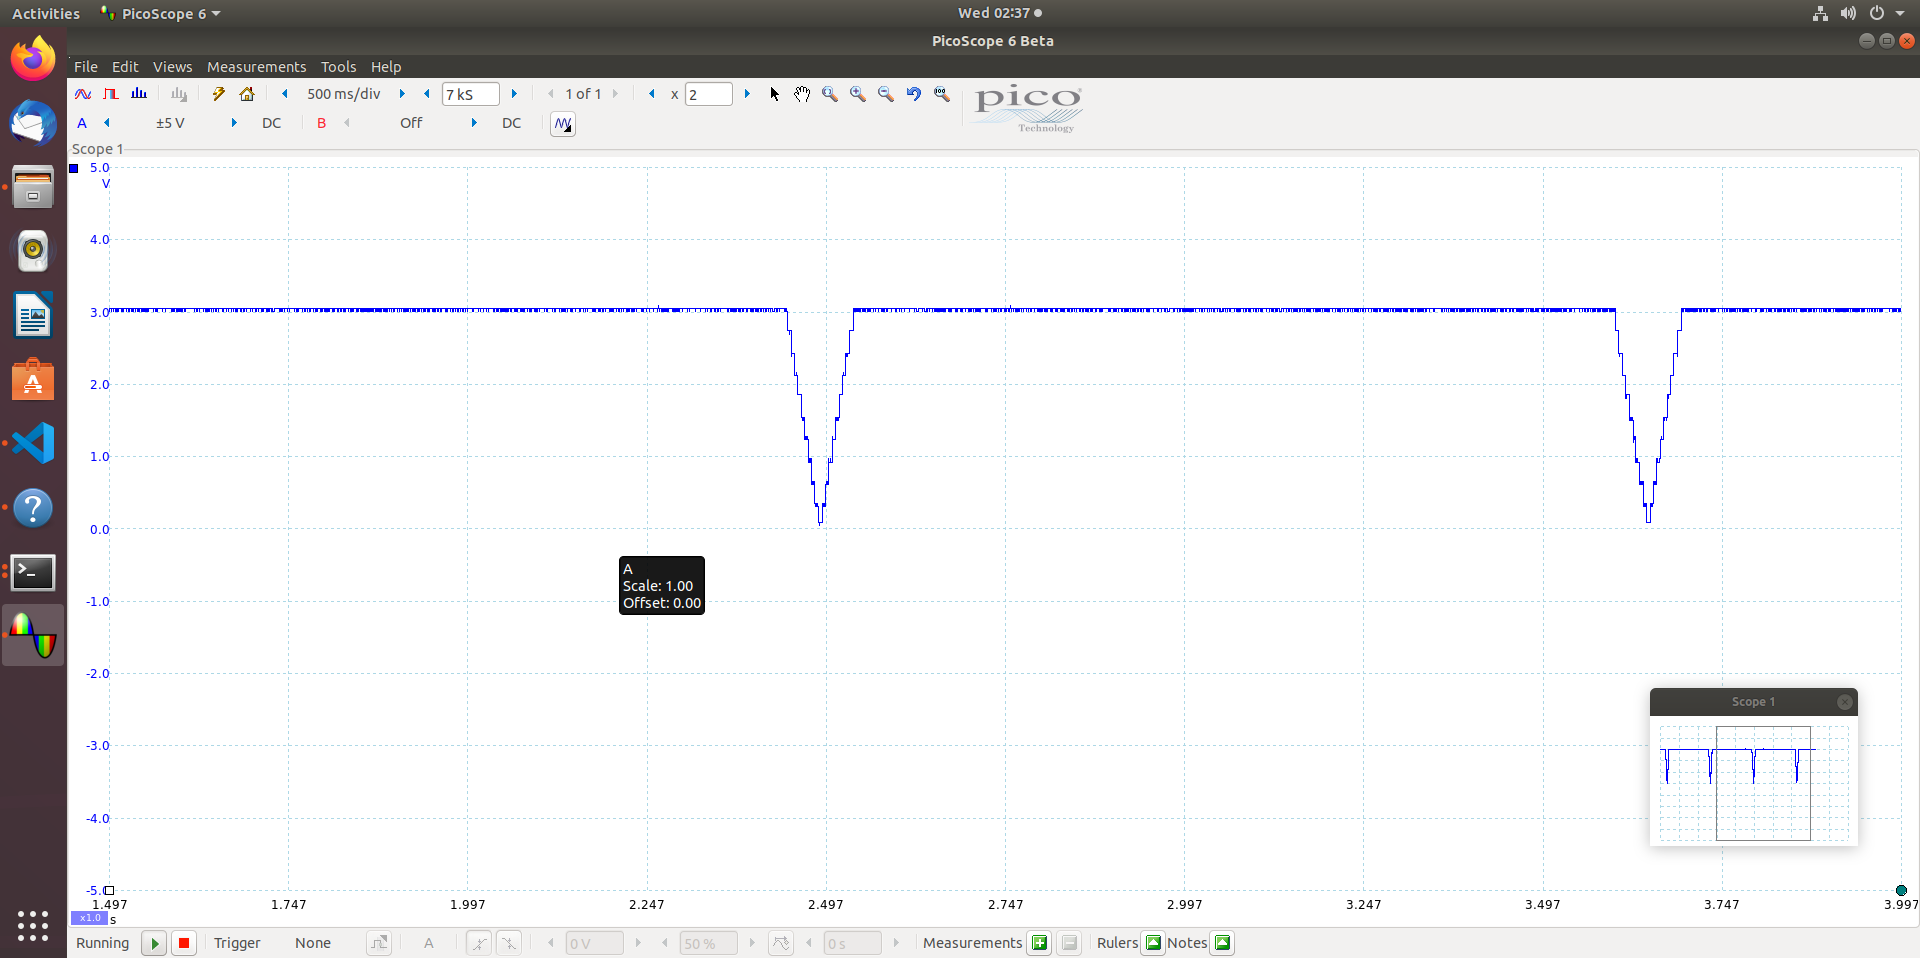 Activities PicoScope 6 Wed 02:37
PicoScope 6 Beta
File Edit Views Measurements Tools Help
500 ms/div 7 kS 1 of 1 x 2
pico
Technology
A ±5 V DC B Off DC
Scope 1
5.0
V
4.0
3.0
2.0
1.0
0.0
A
Scale: 1.00
Offset: 0.00
-1.0
-2.0
-3.0
-4.0
-5.0
Scope 1
1.497 1.747 1.997 2.247 2.497 2.747 2.997 3.247 3.497 3.747 3.997
x1.0 s
Running Trigger None A 0 V 50 % 0 s Measurements Rulers Notes